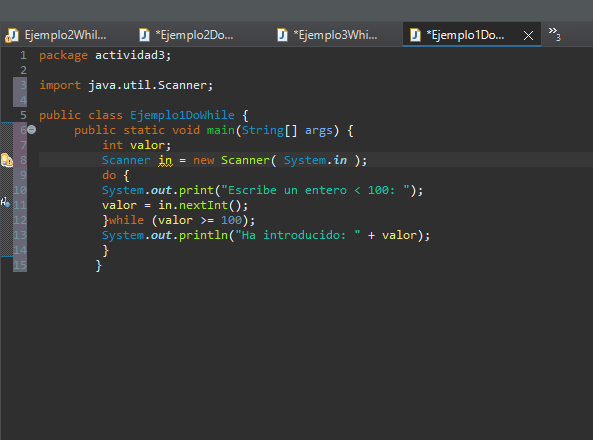 Ejemplo2Whil... *Ejemplo2Do... *Ejemplo3Whi... *Ejemplo1Do... »3
1 package actividad3;
2
3 import java.util.Scanner;
4
5 public class Ejemplo1DoWhile {
6 public static void main(String[] args) {
7 int valor;
8 Scanner in = new Scanner( System.in );
9 do {
10 System.out.print("Escribe un entero < 100: ");
11 valor = in.nextInt();
12 }while (valor >= 100);
13 System.out.println("Ha introducido: " + valor);
14 }
15 }